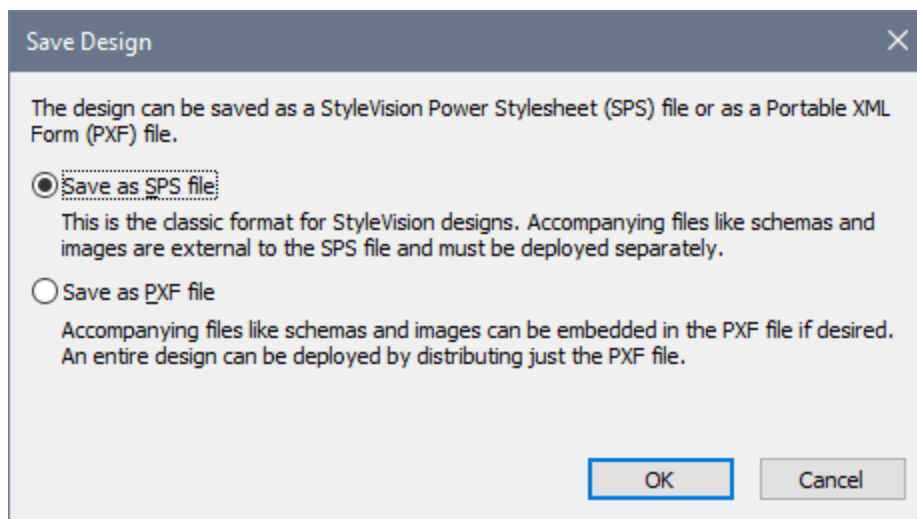 Save Design
The design can be saved as a StyleVision Power Stylesheet (SPS) file or as a Portable XML
Form (PXF) file.
Save as SPS file
This is the classic format for StyleVision designs. Accompanying files like schemas and
images are external to the SPS file and must be deployed separately.
Save as PXF file
Accompanying files like schemas and images can be embedded in the PXF file if desired.
An entire design can be deployed by distributing just the PXF file.
OK Cancel